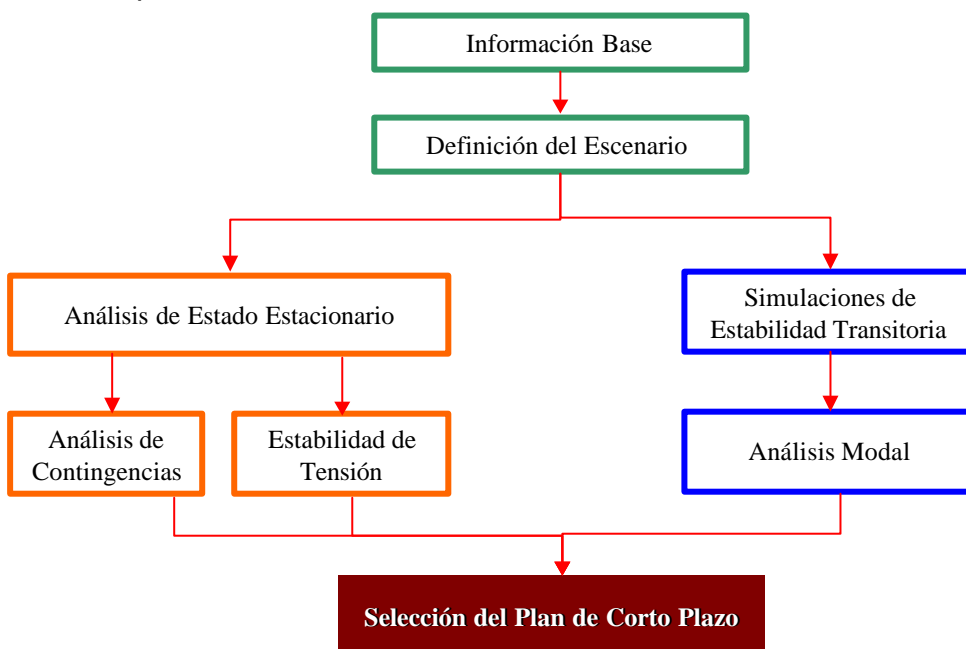 Información Base
Definición del Escenario
Análisis de Estado Estacionario
Simulaciones de
Estabilidad Transitoria
Análisis de
Contingencias
Estabilidad de
Tensión
Análisis Modal
Selección del Plan de Corto Plazo